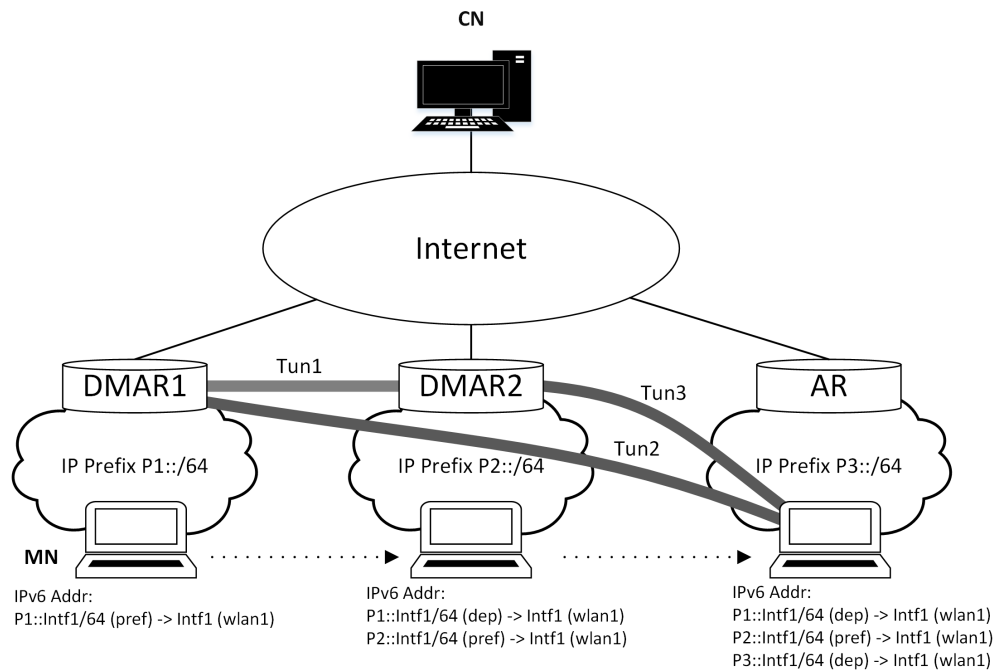 CN
Internet
DMAR1
Tun1
DMAR2
Tun3
AR
Tun2
IP Prefix P1::/64
IP Prefix P2::/64
IP Prefix P3::/64
MN
IPv6 Addr:
P1::Intf1/64 (pref) -> Intf1 (wlan1)
IPv6 Addr:
P1::Intf1/64 (dep) -> Intf1 (wlan1)
P2::Intf1/64 (pref) -> Intf1 (wlan1)
IPv6 Addr:
P1::Intf1/64 (dep) -> Intf1 (wlan1)
P2::Intf1/64 (pref) -> Intf1 (wlan1)
P3::Intf1/64 (dep) -> Intf1 (wlan1)